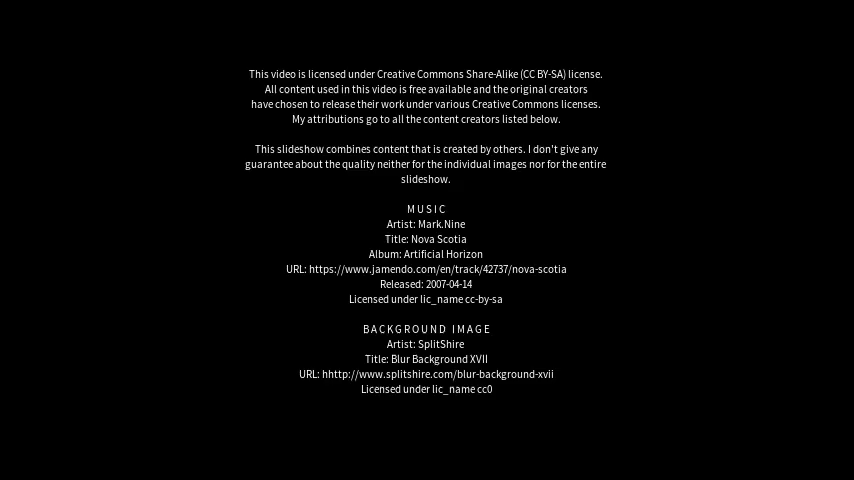 This video is licensed under Creative Commons Share-Alike (CC BY-SA) license.
All content used in this video is free available and the original creators
have chosen to release their work under various Creative Commons licenses.
My attributions go to all the content creators listed below.
This slideshow combines content that is created by others. I don't give any
guarantee about the quality neither for the individual images nor for the entire
slideshow.
MUSIC
Artist: Mark.Nine
Title: Nova Scotia
Album: Artificial Horizon
URL: https://www.jamendo.com/en/track/42737/nova-scotia
Released: 2007-04-14
Licensed under lic_name cc-by-sa
BACKGROUND IMAGE
Artist: SplitShire
Title: Blur Background XVII
URL: hhttp://www.splitshire.com/blur-background-xvii
Licensed under lic_name cc0